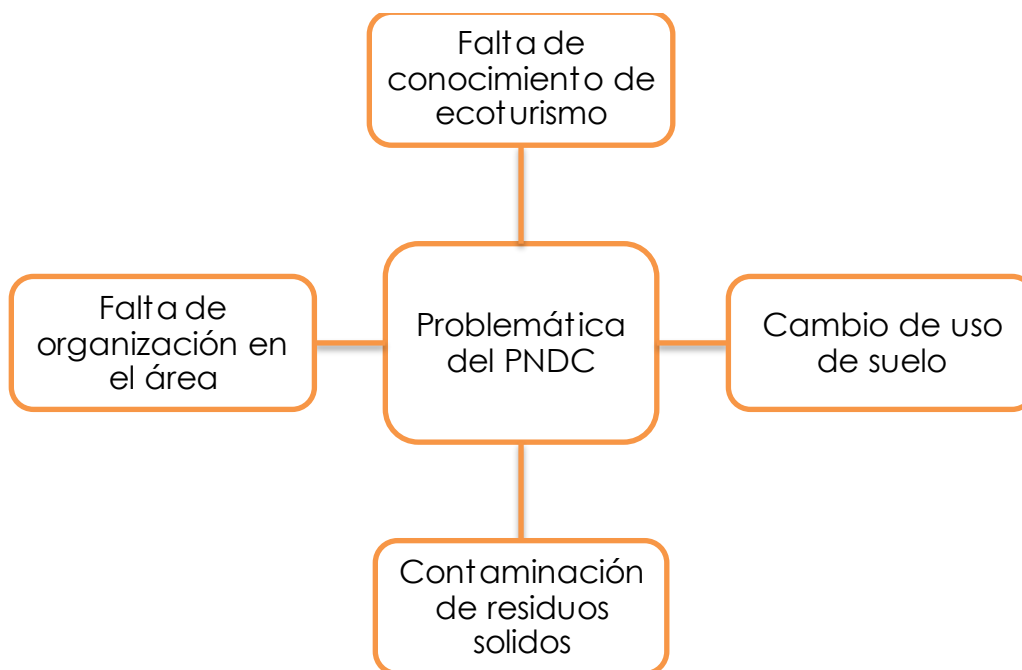 Falta de
conocimiento de
ecoturismo
Falta de
organización en
el área
Problemática
del PNDC
Cambio de uso
de suelo
Contaminación
de residuos
solidos